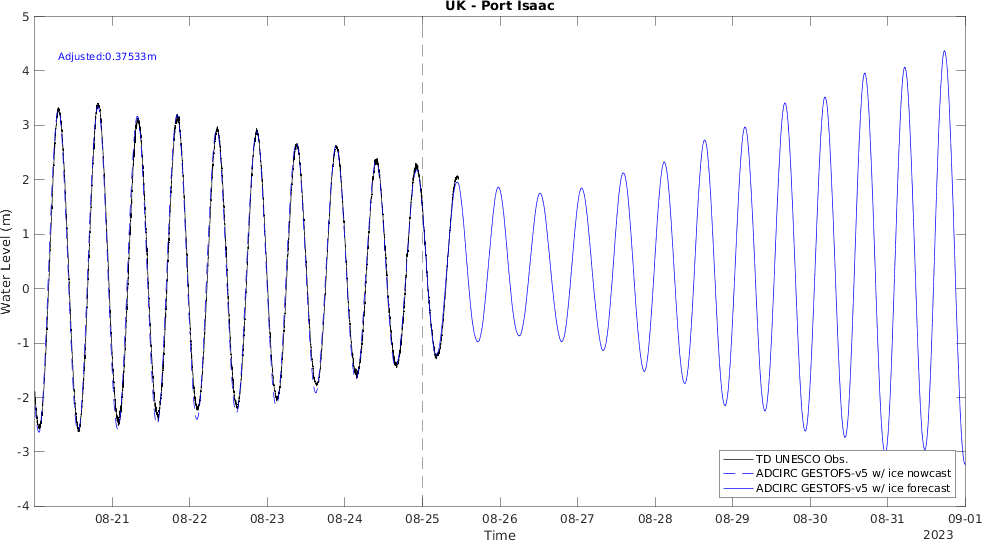 UK - Port Isaac
Adjusted:0.37533m
5
4
3
2
1
0
-1
-2
-3
-4
Water Level (m)
TD UNESCO Obs.
ADCIRC GESTOFS-v5 w/ ice nowcast
ADCIRC GESTOFS-v5 w/ ice forecast
08-21 08-22 08-23 08-24 08-25 08-26 08-27 08-28 08-29 08-30 08-31 09-01
Time
2023